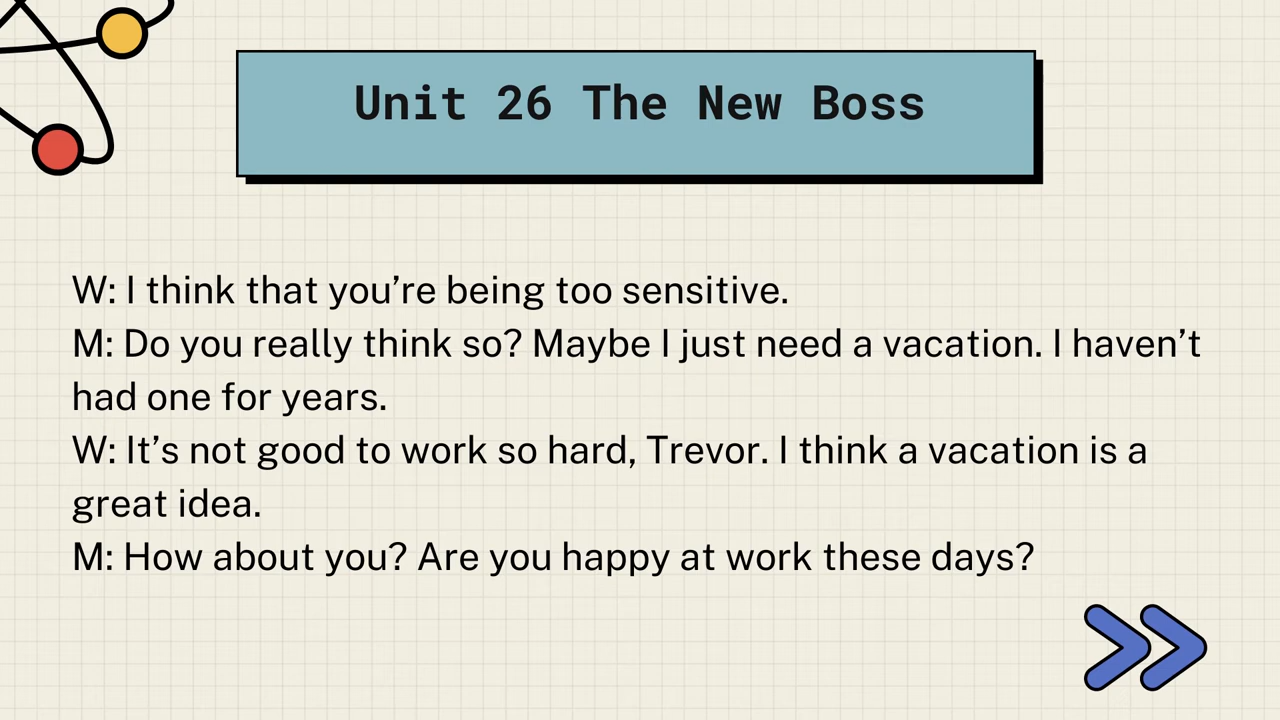 Unit 26 The New Boss
W: I think that you’re being too sensitive.
M: Do you really think so? Maybe I just need a vacation. I haven’t
had one for years.
W: It’s not good to work so hard, Trevor. I think a vacation is a
great idea.
M: How about you? Are you happy at work these days?